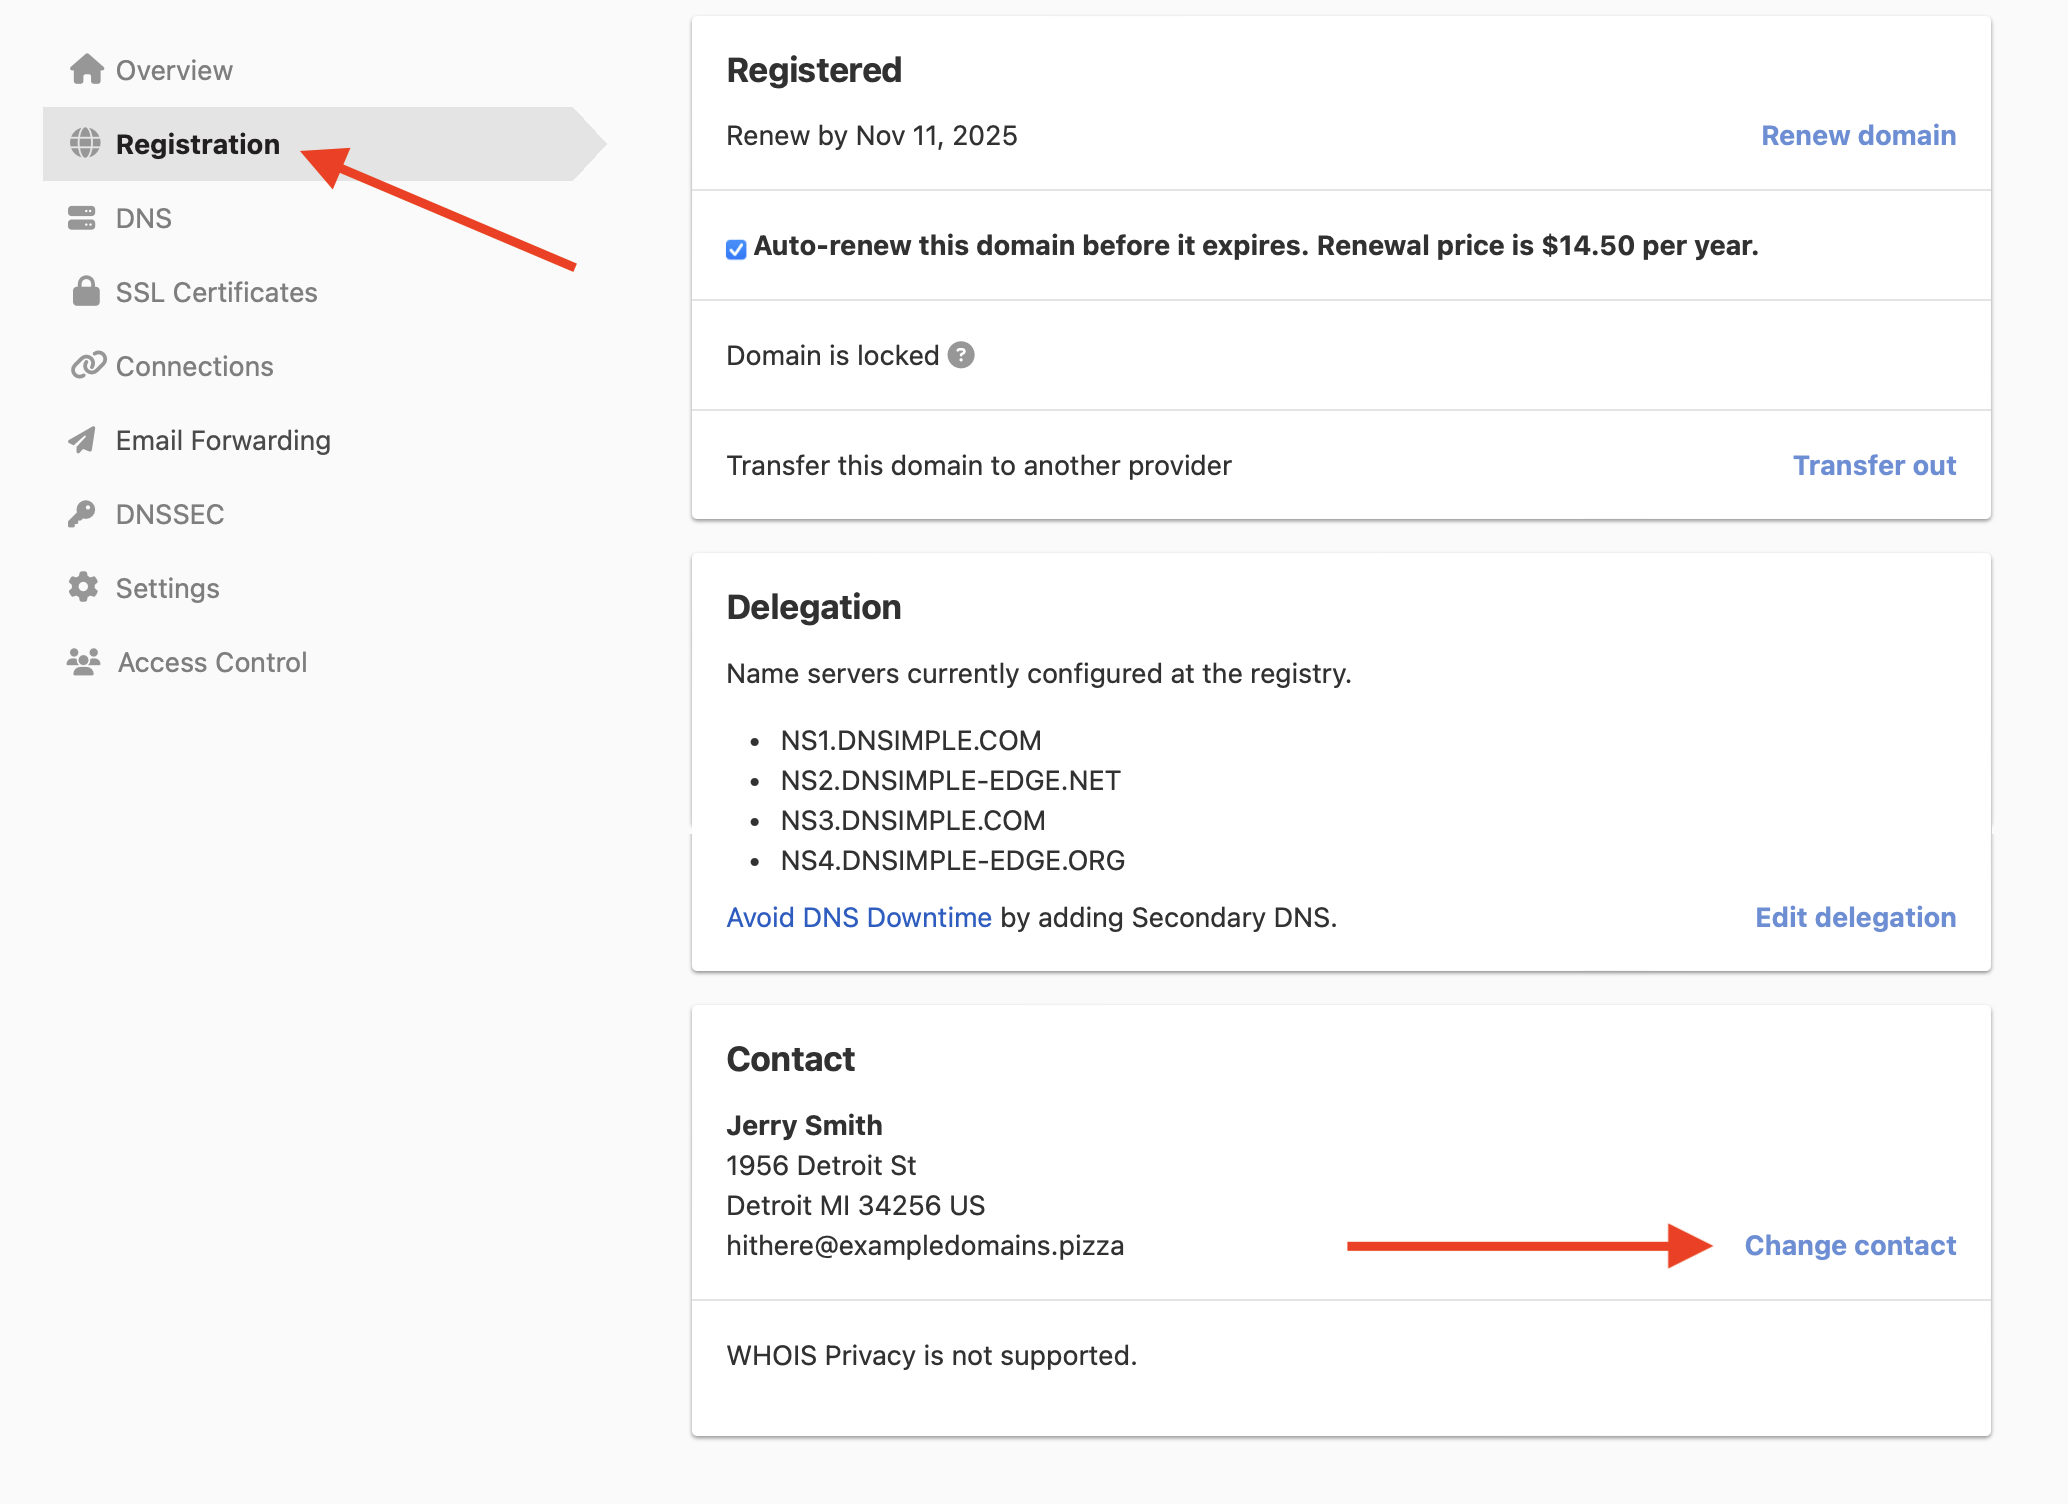 Overview
Registration
DNS
SSL Certificates
Connections
Email Forwarding
DNSSEC
Settings
Access Control
Registered
Renew by Nov 11, 2025
Renew domain
Auto-renew this domain before it expires. Renewal price is $14.50 per year.
Domain is locked ?
Transfer this domain to another provider
Transfer out
Delegation
Name servers currently configured at the registry.
• NS1.DNSIMPLE.COM
• NS2.DNSIMPLE-EDGE.NET
• NS3.DNSIMPLE.COM
• NS4.DNSIMPLE-EDGE.ORG
Avoid DNS Downtime by adding Secondary DNS.
Edit delegation
Contact
Jerry Smith
1956 Detroit St
Detroit MI 34256 US
hithere@exampledomains.pizza
Change contact
WHOIS Privacy is not supported.